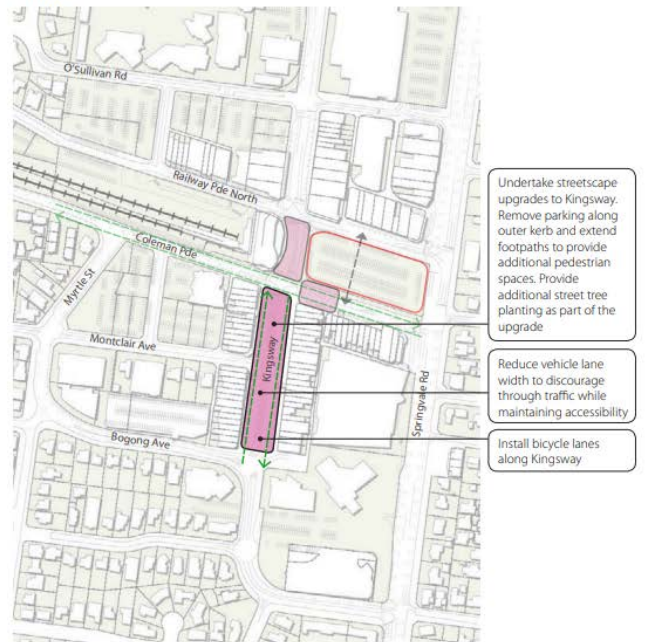 O'Sullivan Rd
Railway Pde North
Coleman Pde
Myrtle St
Montclair Ave
Kingsway
Bogong Ave
Springvale Rd
Undertake streetscape
upgrades to Kingsway.
Remove parking along
outer kerb and extend
footpaths to provide
additional pedestrian
spaces. Provide
additional street tree
planting as part of the
upgrade
Reduce vehicle lane
width to discourage
through traffic while
maintaining accessibility
Install bicycle lanes
along Kingsway